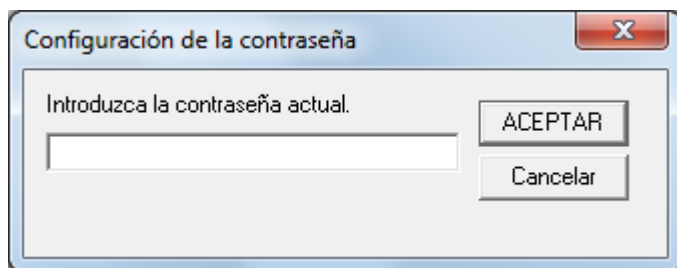 Configuración de la contraseña
Introduzca la contraseña actual.
ACEPTAR
Cancelar